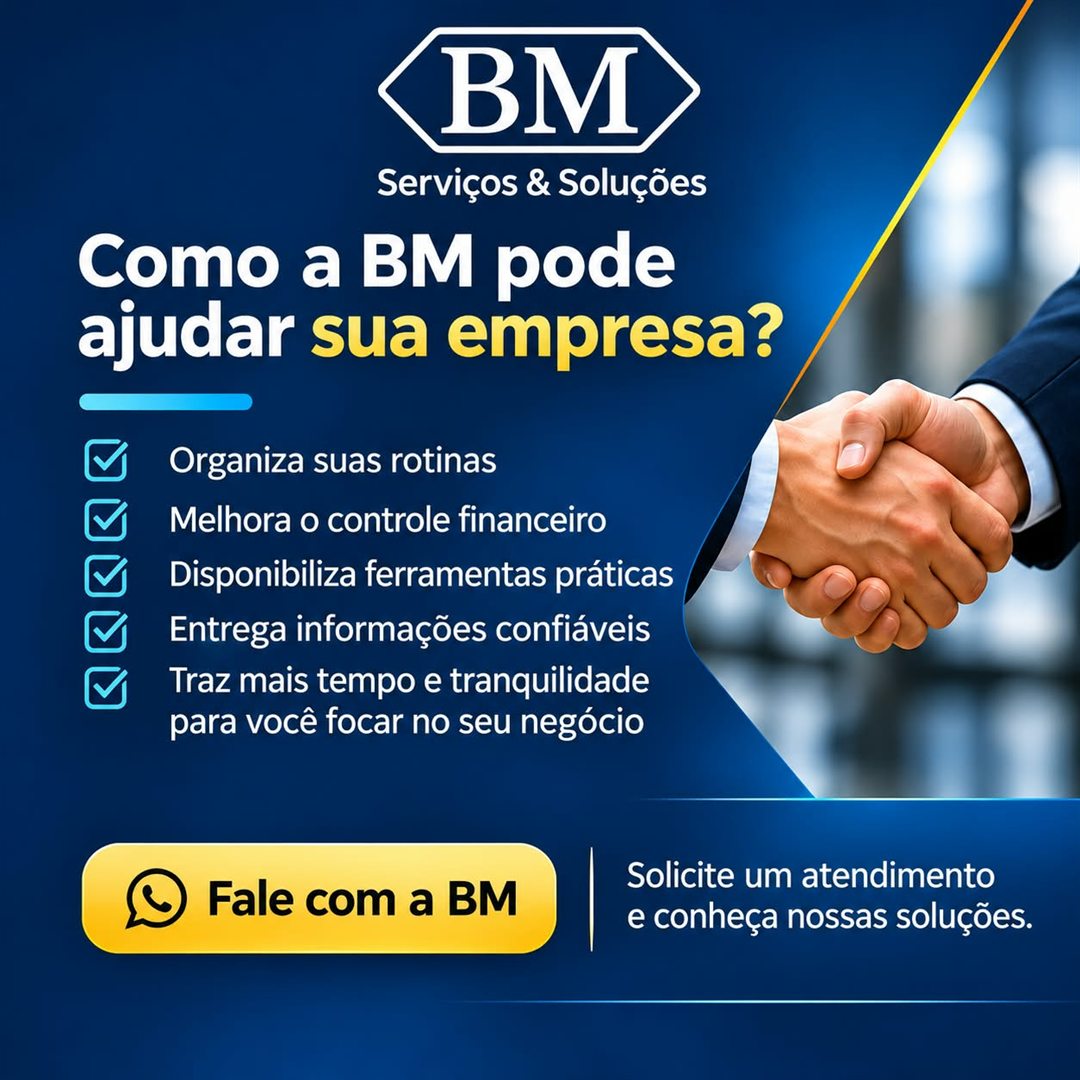 BM
Serviços & Soluções
Como a BM pode
ajudar sua empresa?
Organiza suas rotinas
Melhora o controle financeiro
Disponibiliza ferramentas práticas
Entrega informações confiáveis
Traz mais tempo e tranquilidade
para você focar no seu negócio
Fale com a BM
Solicite um atendimento
e conheça nossas soluções.